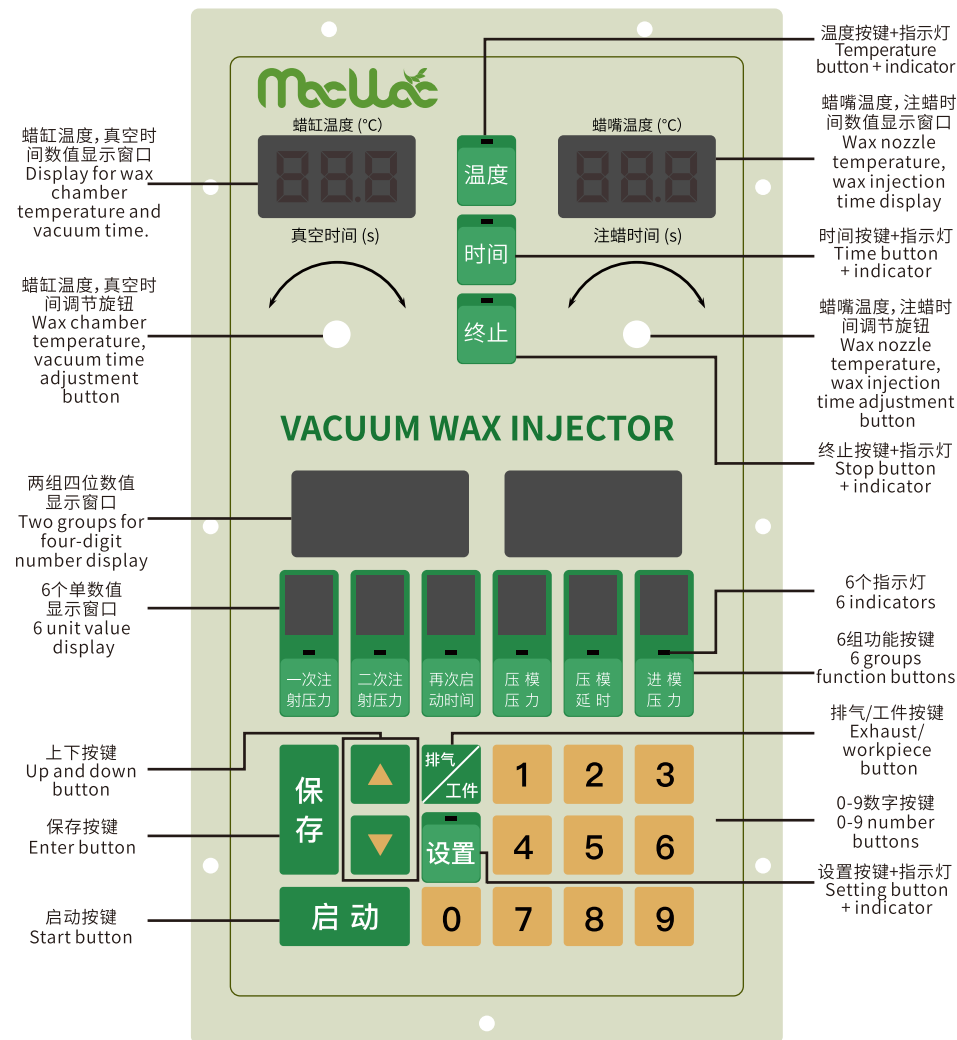 MacWac
蜡缸温度 (℃)
蜡嘴温度 (℃)
88.8
88.8
真空时间 (s)
注蜡时间 (s)
温度
时间
终止
VACUUM WAX INJECTOR
一次注
射压力
二次注
射压力
再次启
动时间
压 模
压 力
压 模
延 时
进 模
压 力
保
存
▲
▼
排气/
工件
设置
启 动
1
2
3
4
5
6
0
7
8
9
蜡缸温度，真空时
间数值显示窗口
Display for wax
chamber
temperature and
vacuum time.
蜡缸温度，真空时
间调节旋钮
Wax chamber
temperature,
vacuum time
adjustment
button
两组四位数值
显示窗口
Two groups for
four-digit
number display
6个单数值
显示窗口
6 unit value
display
上下按键
Up and down
button
保存按键
Enter button
启动按键
Start button
温度按键+指示灯
Temperature
button + indicator
蜡嘴温度，注蜡时
间数值显示窗口
Wax nozzle
temperature,
wax injection
time display
时间按键+指示灯
Time button
+ indicator
蜡嘴温度，注蜡时
间调节旋钮
Wax nozzle
temperature,
wax injection
time adjustment
button
终止按键+指示灯
Stop button
+ indicator
6个指示灯
6 indicators
6组功能按键
6 groups
function buttons
排气/工件按键
Exhaust/
workpiece
button
0-9数字按键
0-9 number
buttons
设置按键+指示灯
Setting button
+ indicator